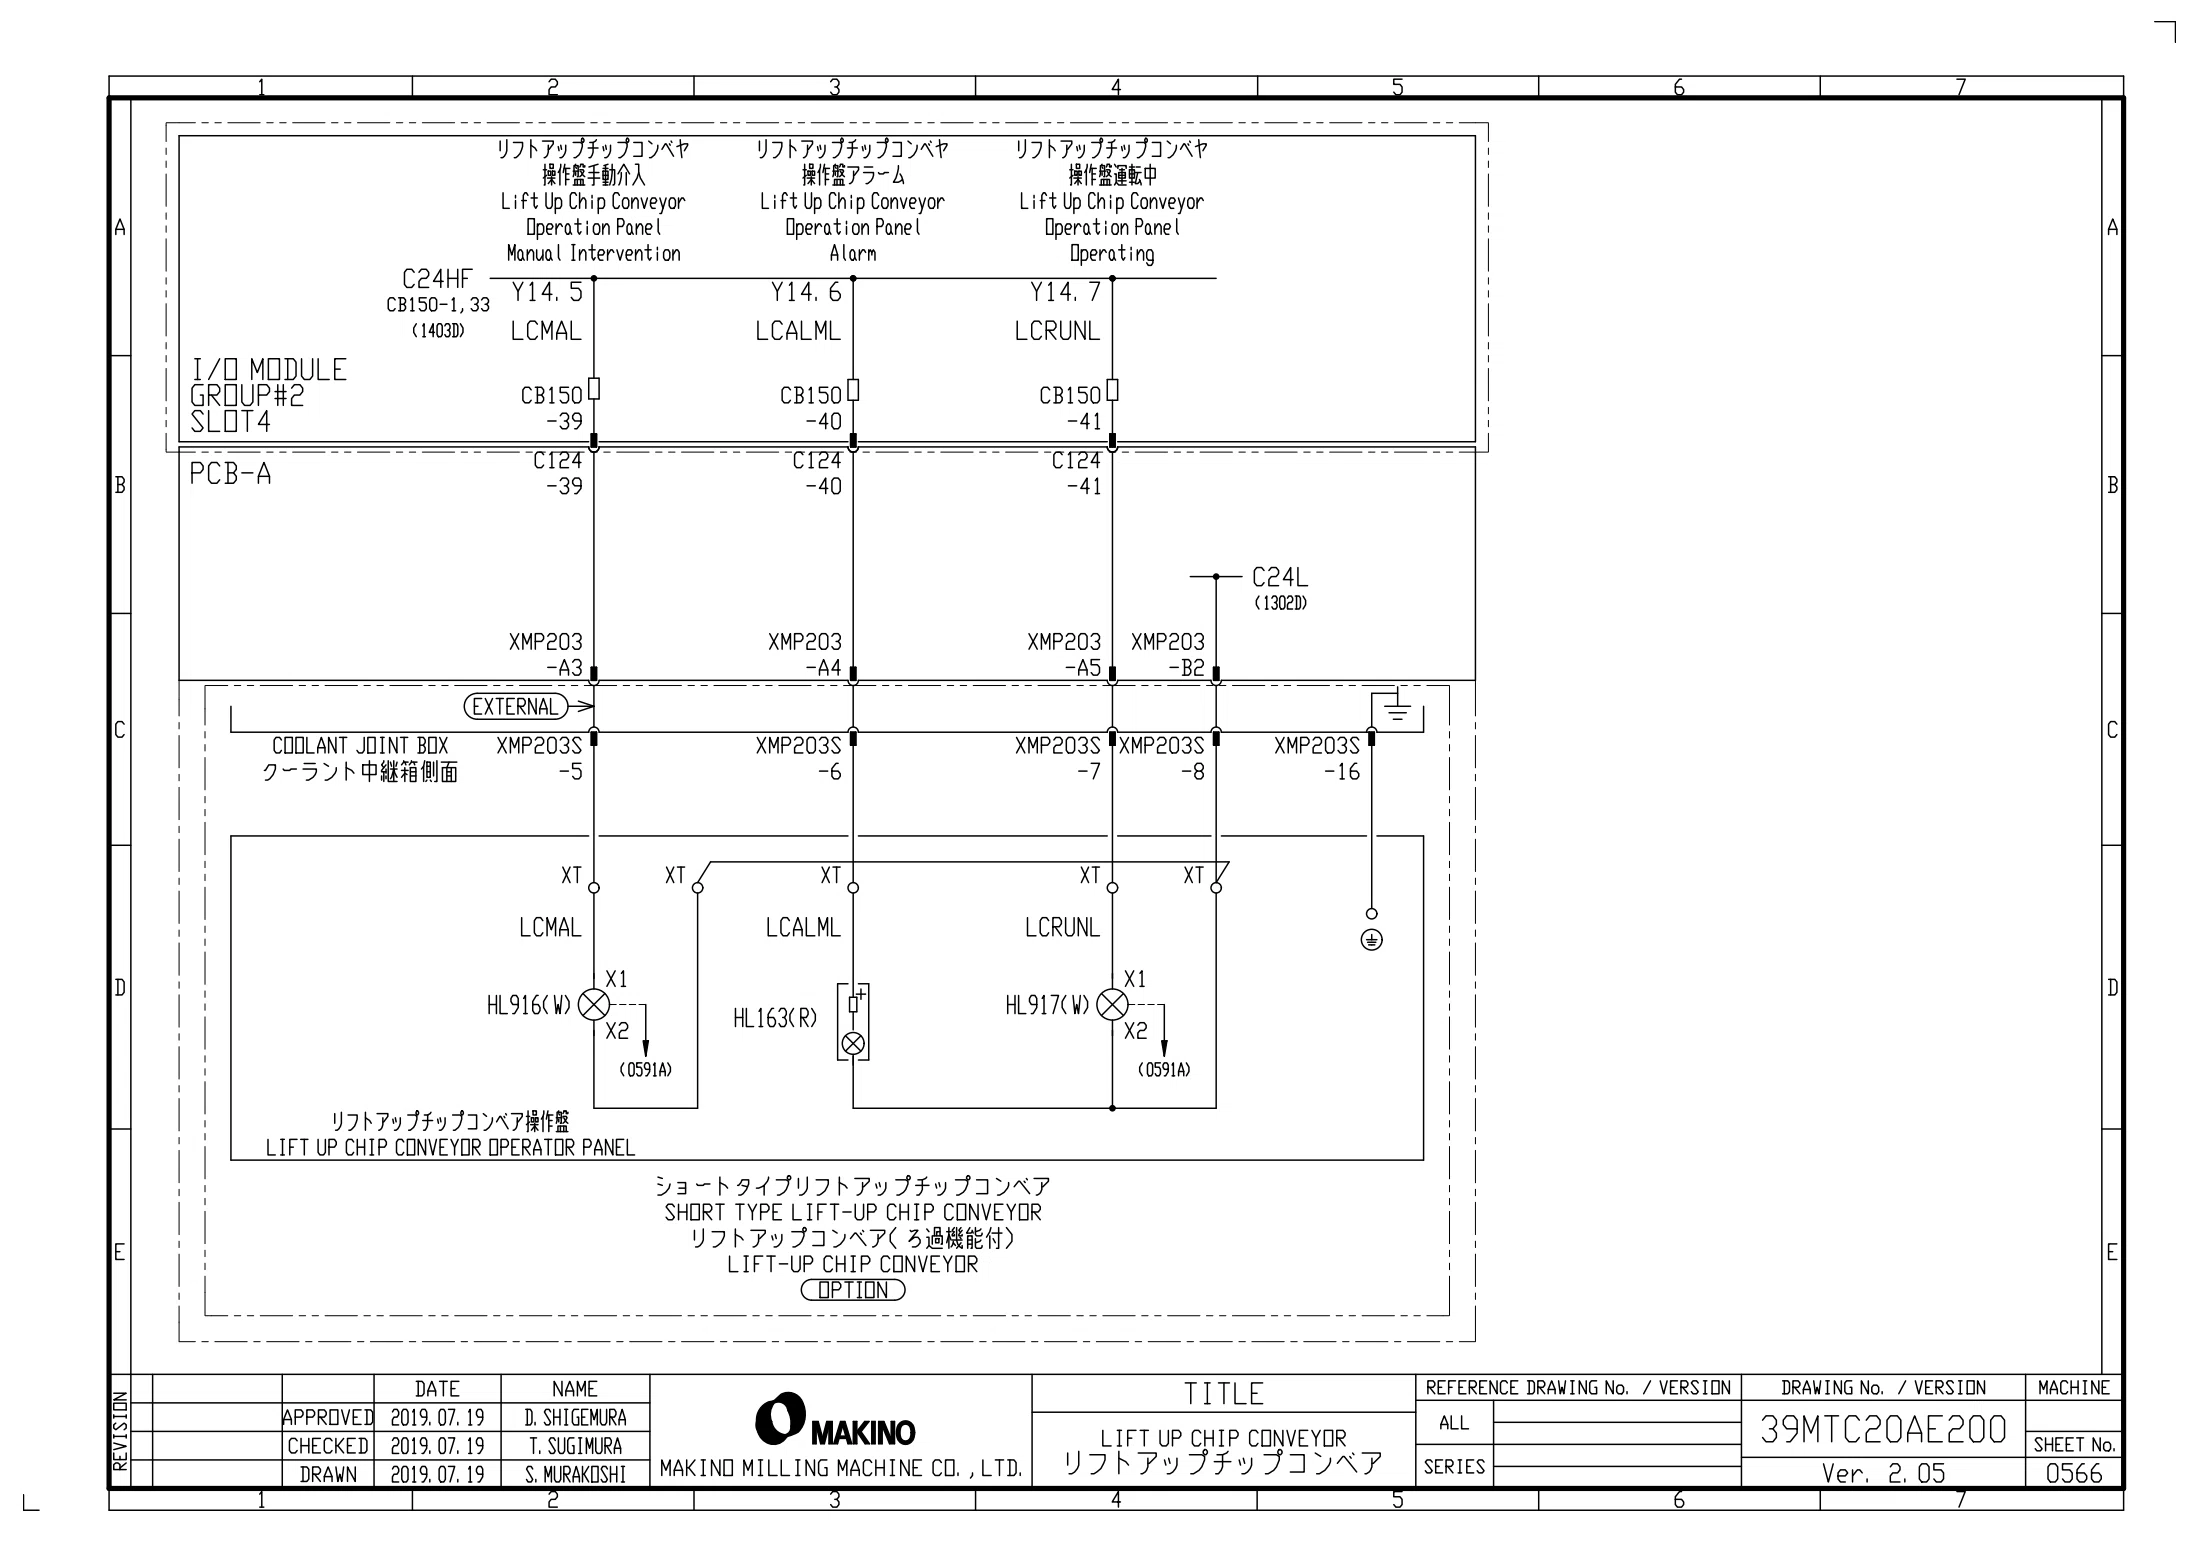 1 2 3 4 5 6 7
リフトアップチップコンベヤ
操作盤手動介入
Lift Up Chip Conveyor
Operation Panel
Manual Intervention
リフトアップチップコンベヤ
操作盤アラーム
Lift Up Chip Conveyor
Operation Panel
Alarm
リフトアップチップコンベヤ
操作盤運転中
Lift Up Chip Conveyor
Operation Panel
Operating
A A
C24HF
CB150-1,33
(1403D)
Y14.5 Y14.6 Y14.7
LCMAL LCALML LCRUNL
I/O MODULE
GROUP#2
SLOT4
CB150 CB150 CB150
-39 -40 -41
PCB-A
C124 C124 C124
-39 -40 -41
B B
C24L
(1302D)
XMP203 XMP203 XMP203 XMP203
-A3 -A4 -A5 -B2
EXTERNAL
C C
COOLANT JOINT BOX
クーラント中継箱側面
XMP203S XMP203S XMP203S XMP203S XMP203S
-5 -6 -7 -8 -16
XT XT XT XT XT
LCMAL LCALML LCRUNL
D D
X1 X1
HL916(W) HL163(R) + HL917(W)
X2 X2
(0591A) (0591A)
リフトアップチップコンベア操作盤
LIFT UP CHIP CONVEYOR OPERATOR PANEL
ショートタイプリフトアップチップコンベア
SHORT TYPE LIFT-UP CHIP CONVEYOR
リフトアップコンベア(ろ過機能付)
LIFT-UP CHIP CONVEYOR
OPTION
E E
REVISION
DATE NAME
APPROVED 2019.07.19 D. SHIGEMURA
CHECKED 2019.07.19 T. SUGIMURA
DRAWN 2019.07.19 S. MURAKOSHI
MAKINO
MAKINO MILLING MACHINE CO.,LTD.
TITLE
LIFT UP CHIP CONVEYOR
リフトアップチップコンベア
REFERENCE DRAWING No. / VERSION
ALL
SERIES
DRAWING No. / VERSION
39MTC20AE200
Ver. 2.05
MACHINE
SHEET No.
0566
1 2 3 4 5 6 7